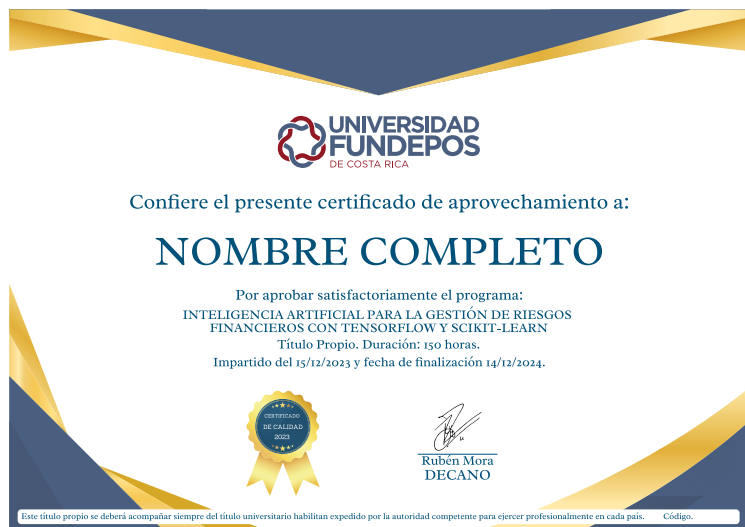 UNIVERSIDAD
FUNDEPOS
DE COSTA RICA
Confiere el presente certificado de aprovechamiento a:
NOMBRE COMPLETO
Por aprobar satisfactoriamente el programa:
INTELIGENCIA ARTIFICIAL PARA LA GESTIÓN DE RIESGOS
FINANCIEROS CON TENSORFLOW Y SCIKIT-LEARN
Título Propio. Duración: 150 horas.
Impartido del 15/12/2023 y fecha de finalización 14/12/2024.
CERTIFICADO
DE CALIDAD
2023
Rubén Mora
DECANO
Este título propio se deberá acompañar siempre del título universitario habilitan expedido por la autoridad competente para ejercer profesionalmente en cada país. Código.